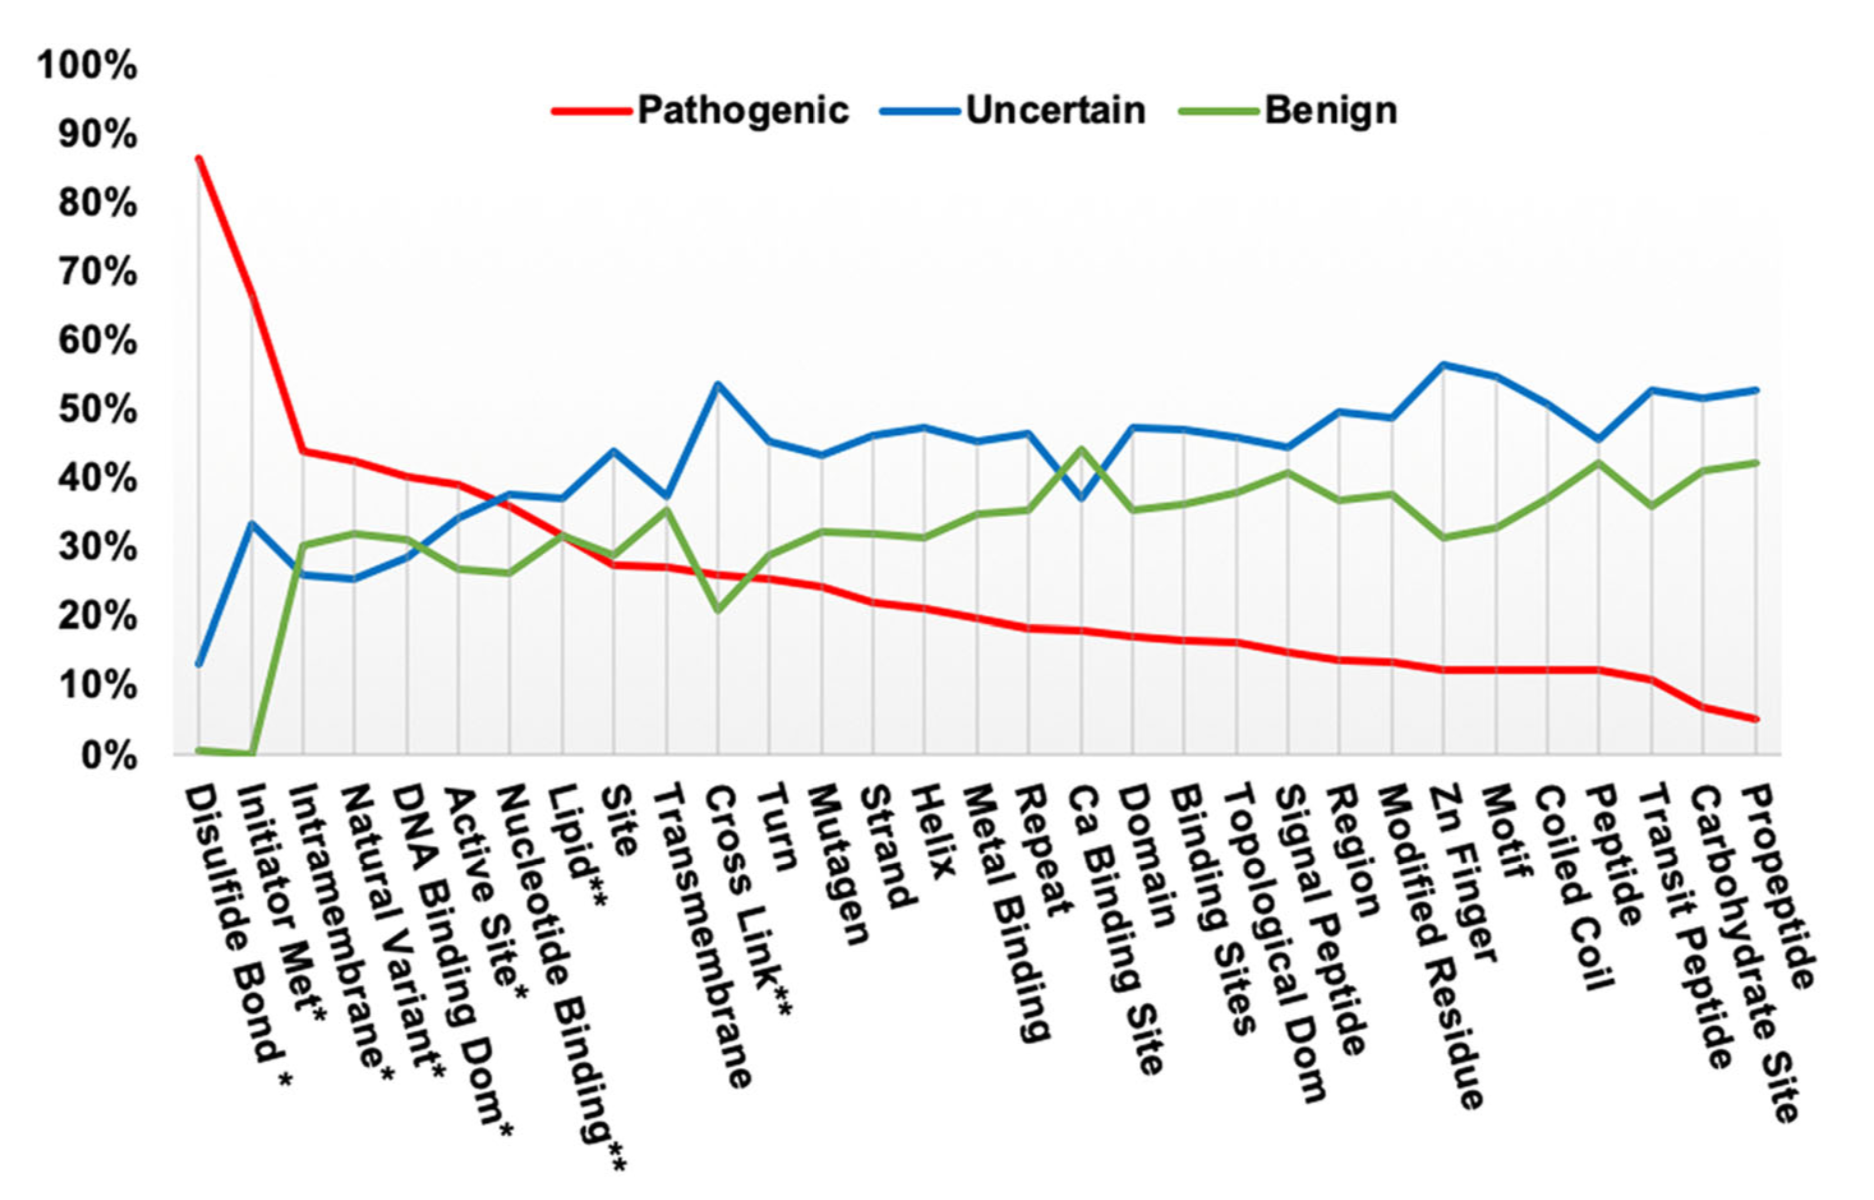 100%
90%
80%
70%
60%
50%
40%
30%
20%
10%
0%
Pathogenic
Uncertain
Benign
Disulfide Bond *
Initiator Met*
Intramembrane*
Natural Variant*
DNA Binding Dom*
Active Site*
Nucleotide Binding**
Lipid**
Site
Transmembrane
Cross Link**
Turn
Mutagen
Strand
Helix
Metal Binding
Repeat
Ca Binding Site
Domain
Binding Sites
Topological Dom
Signal Peptide
Region
Modified Residue
Zn Finger
Motif
Coiled Coil
Peptide
Transit Peptide
Carbohydrate Site
Propeptide